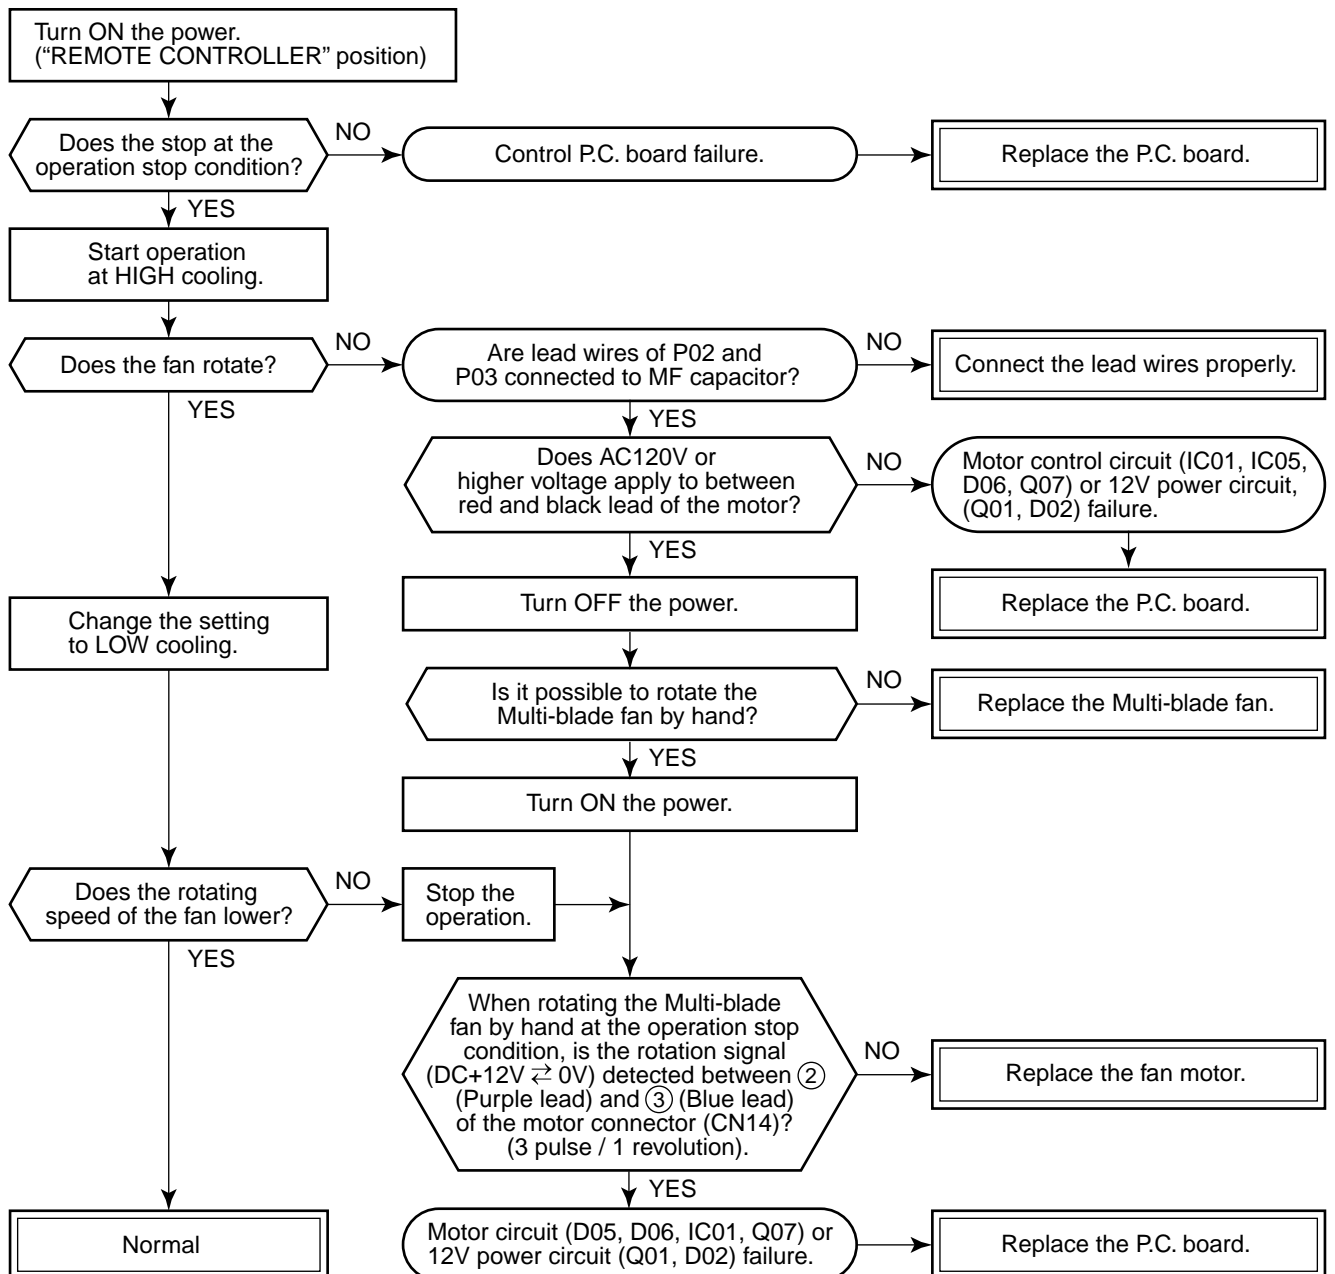 Turn ON the power.
(“REMOTE CONTROLLER” position)
Does the stop at the
operation stop condition?
NO
Control P.C. board failure.
Replace the P.C. board.
YES
Start operation
at HIGH cooling.
Does the fan rotate?
NO
Are lead wires of P02 and
P03 connected to MF capacitor?
NO
Connect the lead wires properly.
YES
YES
Does AC120V or
higher voltage apply to between
red and black lead of the motor?
NO
Motor control circuit (IC01, IC05,
D06, Q07) or 12V power circuit,
(Q01, D02) failure.
YES
Change the setting
to LOW cooling.
Turn OFF the power.
Replace the P.C. board.
Is it possible to rotate the
Multi-blade fan by hand?
NO
Replace the Multi-blade fan.
YES
Turn ON the power.
Does the rotating
speed of the fan lower?
NO
Stop the
operation.
YES
When rotating the Multi-blade
fan by hand at the operation stop
condition, is the rotation signal
(DC+12V ⇄ 0V) detected between ②
(Purple lead) and ③ (Blue lead)
of the motor connector (CN14)?
(3 pulse / 1 revolution).
NO
Replace the fan motor.
YES
Normal
Motor circuit (D05, D06, IC01, Q07) or
12V power circuit (Q01, D02) failure.
Replace the P.C. board.